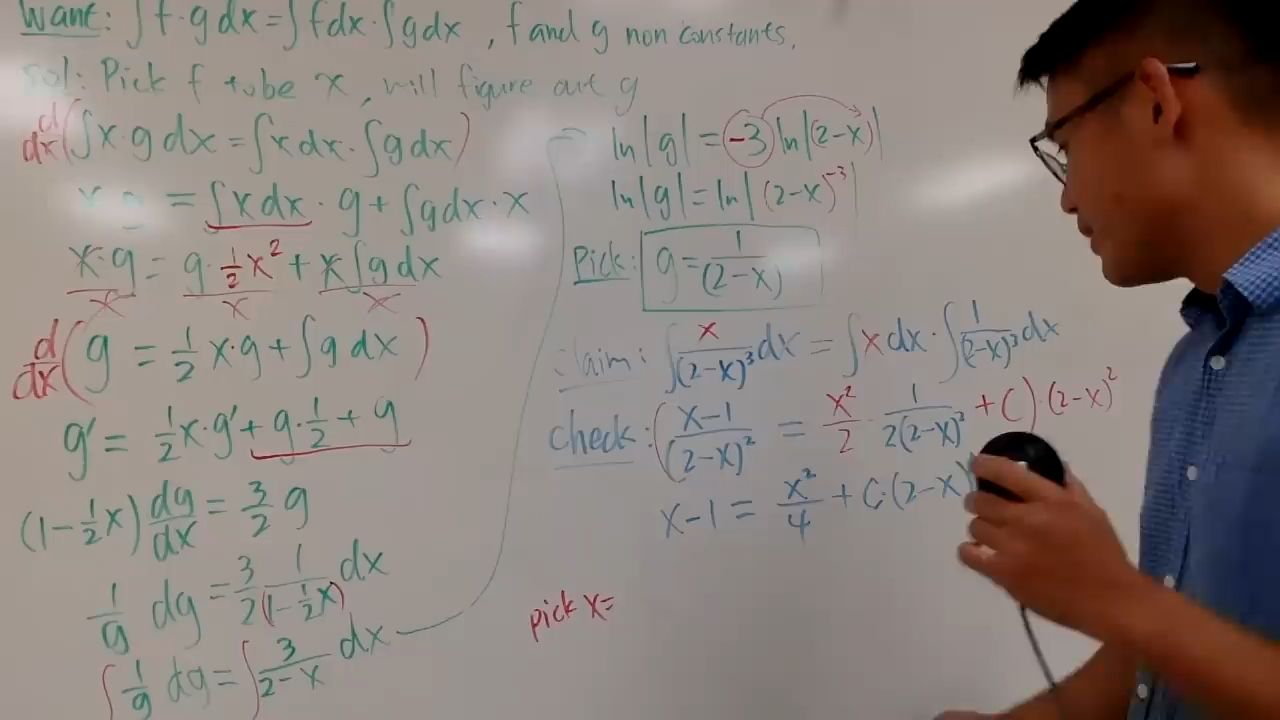 Want: ∫f·g dx = ∫f dx · ∫g dx , f and g non constants.
sol: Pick f to be x, will figure out g
d/dx (∫x·g dx = ∫x dx · ∫g dx)
= ∫x dx · g + ∫g dx · x
x·g/x = g·½x²/x + x∫g dx/x
d/dx (g = ½x·g + ∫g dx)
g' = ½x·g' + g·½ + g
(1-½x) dg/dx = 3/2 g
1/g dg = 3/2 1/(1-½x) dx
∫1/g dg = ∫3/(2-x) dx
⇒ ln|g| = -3 ln|(2-x)|
ln|g| = ln|(2-x)⁻³|
Pick: g = 1/(2-x)
Claim: ∫x/(2-x)³ dx = ∫x dx · ∫1/(2-x)³ dx
Check: (x-1/(2-x)² = x²/2 · 1/2(2-x)² + C)·(2-x)²
x-1 = x²/4 + C·(2-x)
pick x=